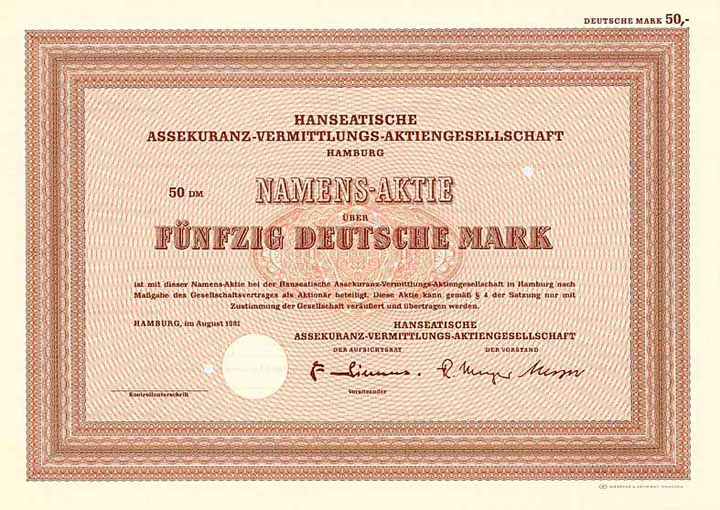 DEUTSCHE MARK 50,-
HANSEATISCHE
ASSEKURANZ-VERMITTLUNGS-AKTIENGESELLSCHAFT
HAMBURG
50 DM
NAMENS-AKTIE
ÜBER
FÜNFZIG DEUTSCHE MARK
ist mit dieser Namens-Aktie bei der Hanseatische Assekuranz-Vermittlungs-Aktiengesellschaft in Hamburg nach
Maßgabe des Gesellschaftsvertrages als Aktionär beteiligt. Diese Aktie kann gemäß § 4 der Satzung nur mit
Zustimmung der Gesellschaft veräußert und übertragen werden.
HAMBURG, im August 1981
HANSEATISCHE
ASSEKURANZ-VERMITTLUNGS-AKTIENGESELLSCHAFT
DER AUFSICHTSRAT DER VORSTAND
Vorsitzender
Kontrollunterschrift